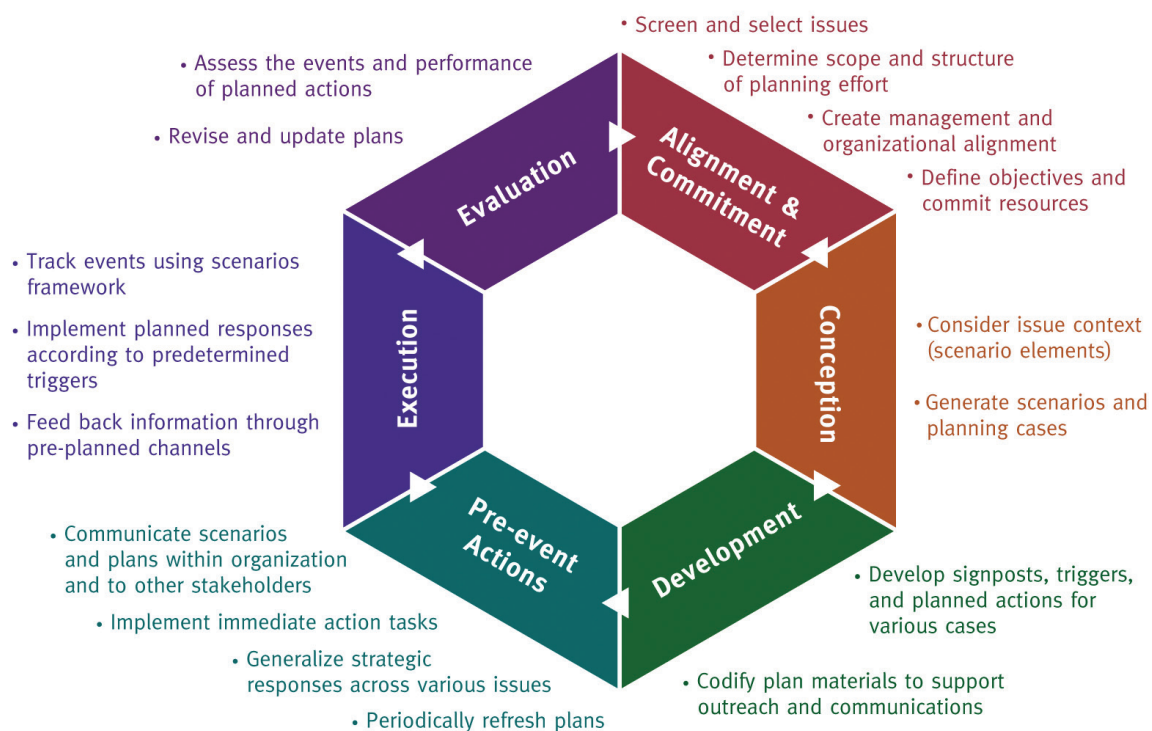 • Screen and select issues
• Determine scope and structure
of planning effort
• Create management and
organizational alignment
• Define objectives and
commit resources
Alignment &
Commitment
Conception
• Consider issue context
(scenario elements)
• Generate scenarios and
planning cases
Development
• Develop signposts, triggers,
and planned actions for
various cases
• Codify plan materials to support
outreach and communications
Pre-event
Actions
• Communicate scenarios
and plans within organization
and to other stakeholders
• Implement immediate action tasks
• Generalize strategic
responses across various issues
• Periodically refresh plans
Execution
• Track events using scenarios
framework
• Implement planned responses
according to predetermined
triggers
• Feed back information through
pre-planned channels
Evaluation
• Assess the events and performance
of planned actions
• Revise and update plans